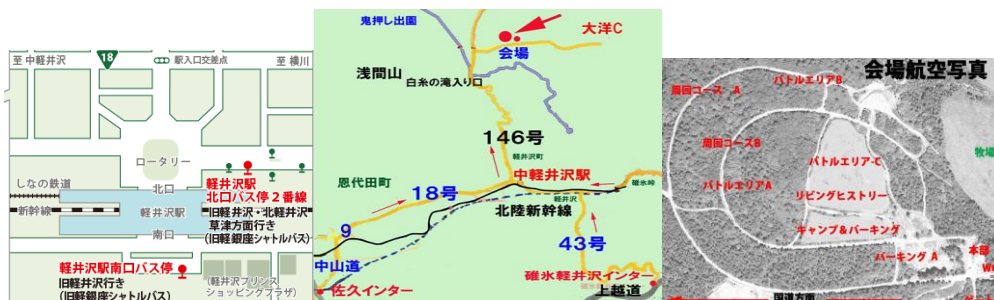 至 中軽井沢
18
駅入口交差点
至 横川
ロータリー
しなの鉄道
北口
新幹線
軽井沢駅
南口
軽井沢駅
北口バス停２番線
旧軽井沢・北軽井沢
草津方面行き
（旧軽銀座シャトルバス）
軽井沢駅南口バス停
旧軽井沢行き
（旧軽銀座シャトルバス）
（軽井沢プリンス
ショッピングプラザ）
鬼押し出園
大洋C
会場
浅間山
白糸の滝入り口
146号
軽井沢町
中軽井沢駅
碓氷峠
恩代田町
18号
軽井沢
北陸新幹線
9
43号
中山道
碓氷軽井沢インター
佐久インター
上越道
会場航空写真
周回コース A
バトルエリアB
周回コースB
牧場
バトルエリア-C
バトルエリアA
リビングヒストリー
キャンプ&パーキング
本部
パーキング A
国道方面